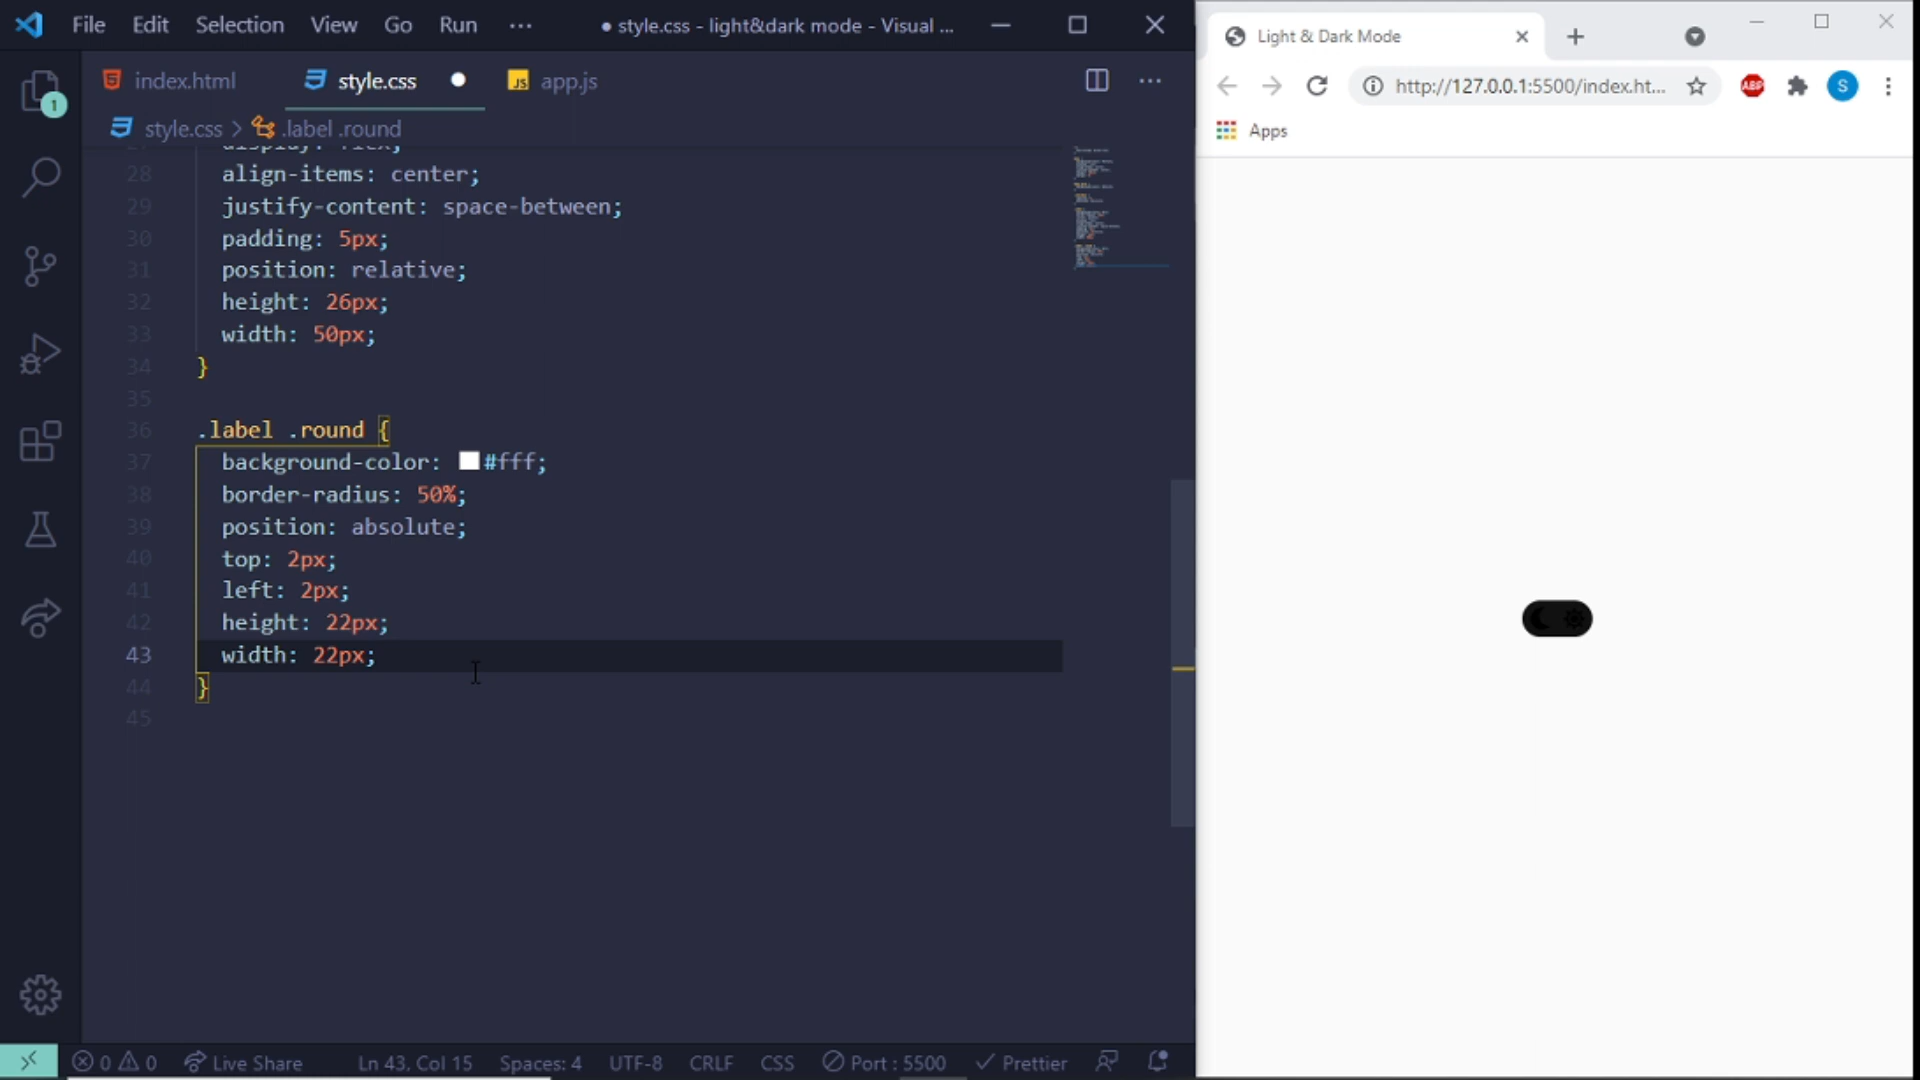 File Edit Selection View Go Run ··· ● style.css - light&dark mode - Visual ...
index.html style.css ● JS app.js ···
style.css > .label .round
display: flex;
28 align-items: center;
29 justify-content: space-between;
30 padding: 5px;
31 position: relative;
32 height: 26px;
33 width: 50px;
34 }
35
36 .label .round {
37 background-color: #fff;
38 border-radius: 50%;
39 position: absolute;
40 top: 2px;
41 left: 2px;
42 height: 22px;
43 width: 22px;
44 }
45
1
0 0 Live Share Ln 43, Col 15 Spaces: 4 UTF-8 CRLF CSS Port : 5500 Prettier
Light & Dark Mode
http://127.0.0.1:5500/index.ht... ABP S
Apps